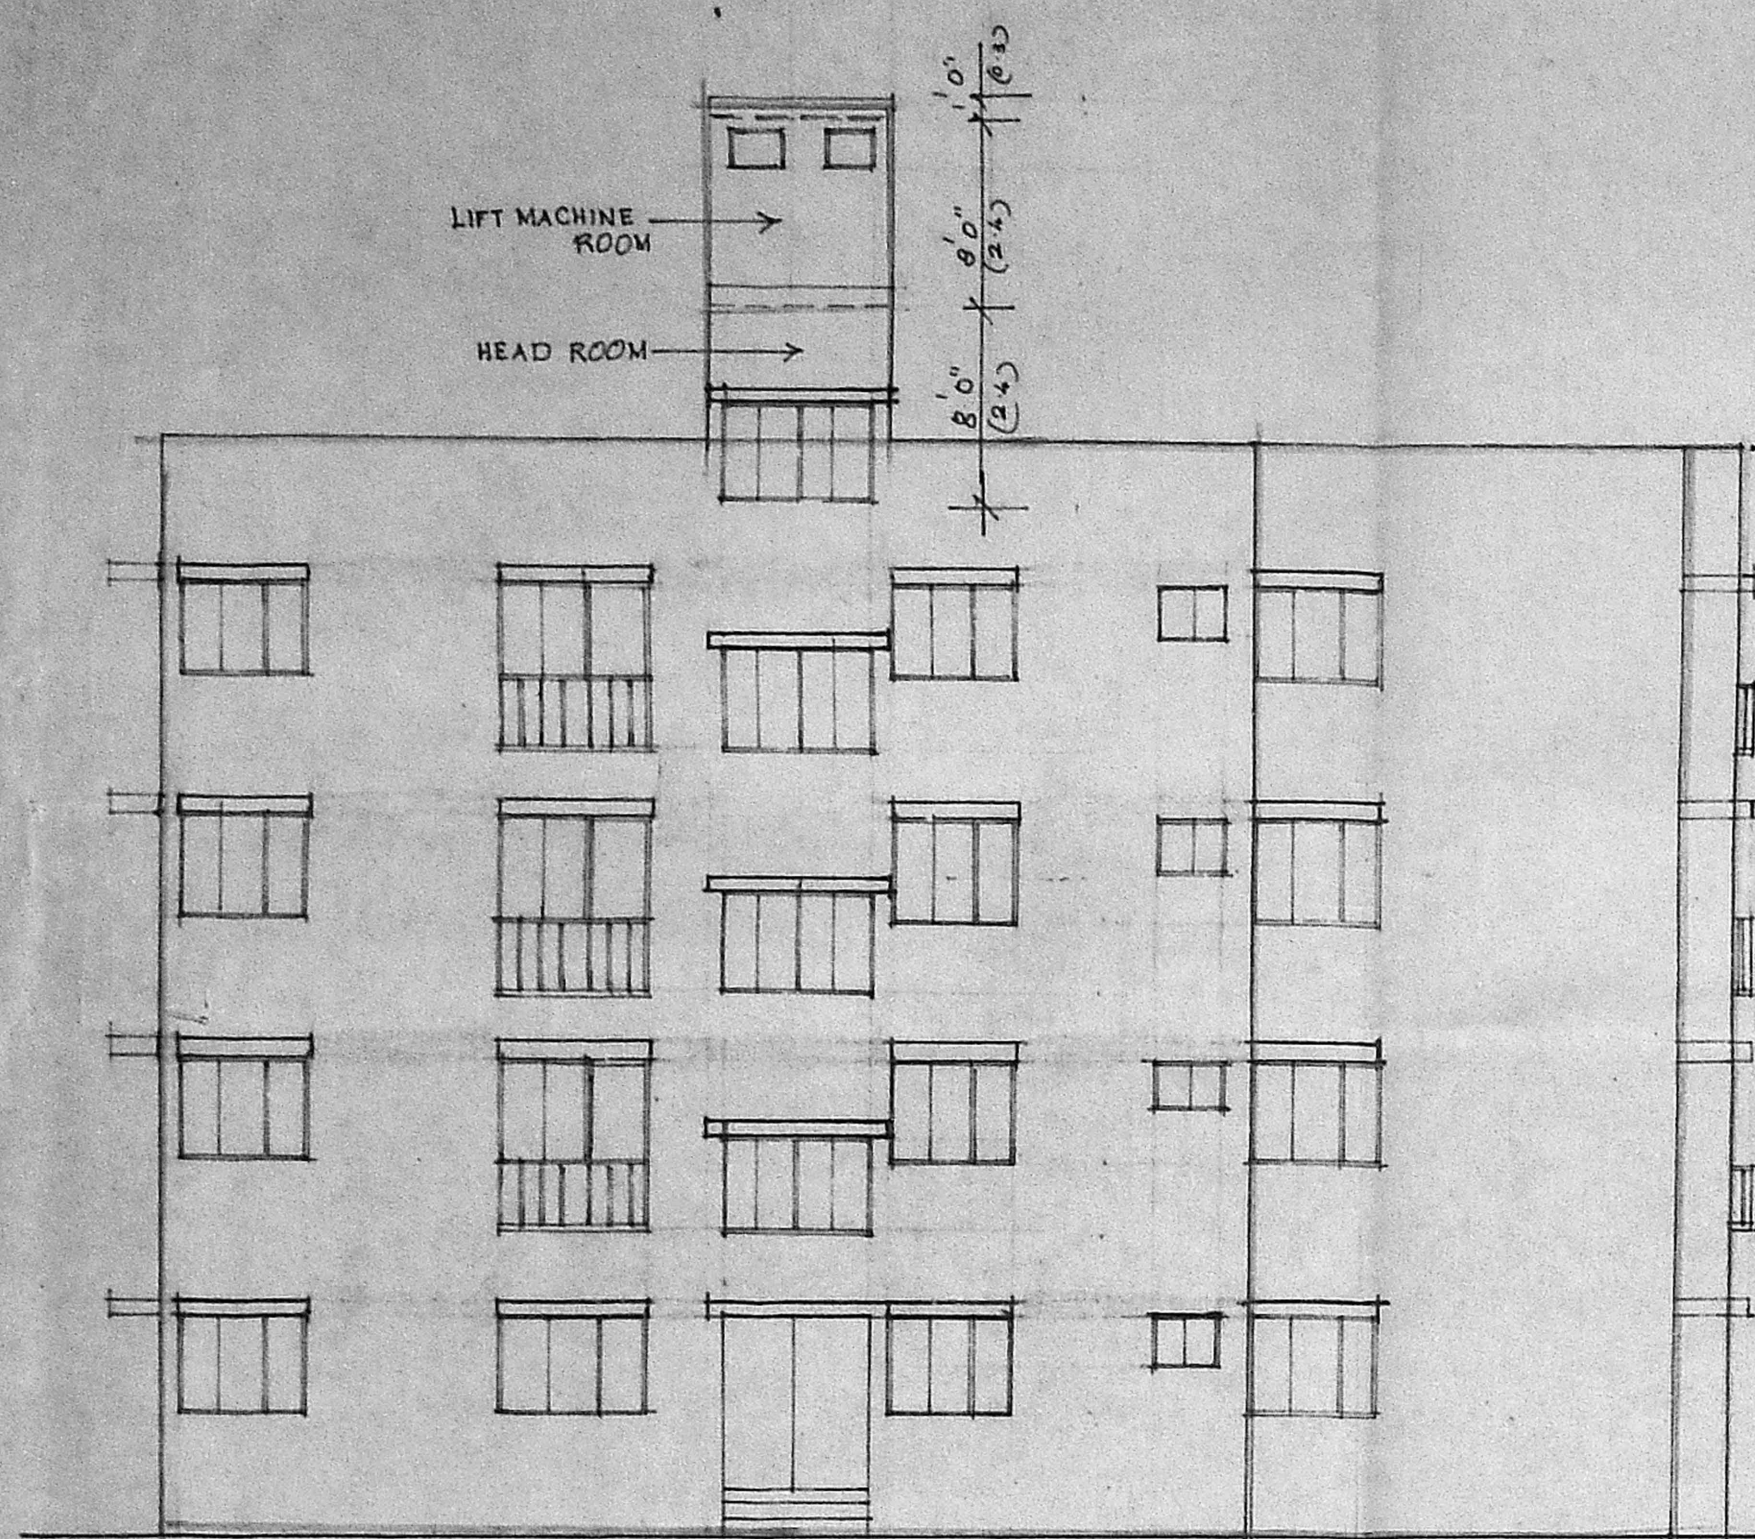 1'0"
(0.3)
LIFT MACHINE
ROOM
8'0"
(2.4)
HEAD ROOM
8'0"
(2.4)